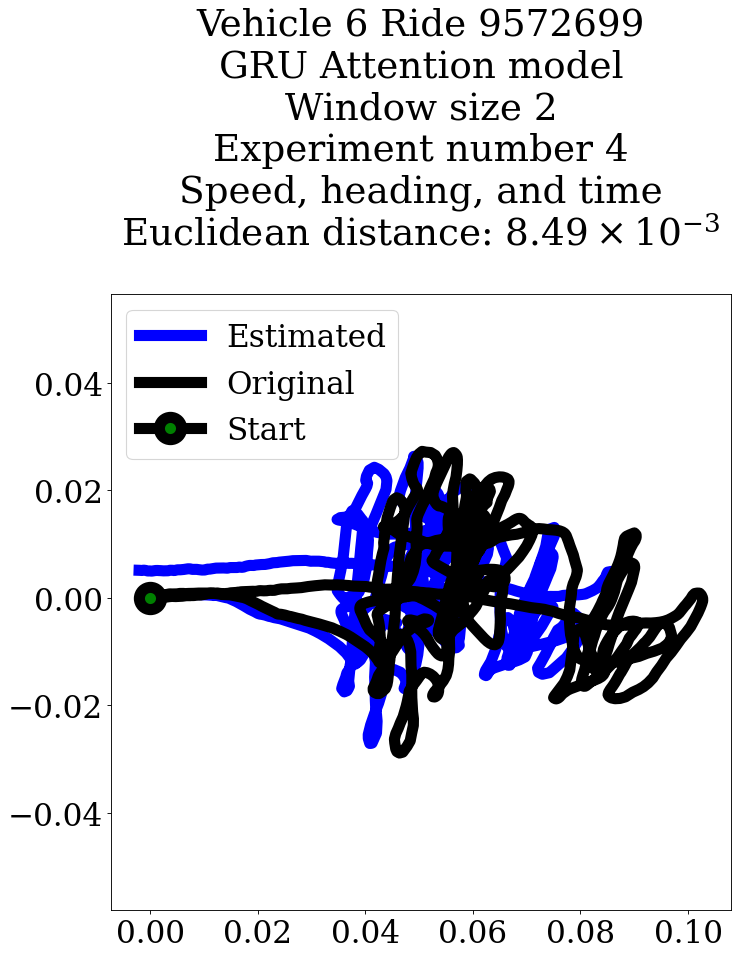 Vehicle 6 Ride 9572699
GRU Attention model
Window size 2
Experiment number 4
Speed, heading, and time
Euclidean distance: 8.49 × 10⁻³
Estimated
Original
Start
0.04
0.02
0.00
−0.02
−0.04
0.00 0.02 0.04 0.06 0.08 0.10